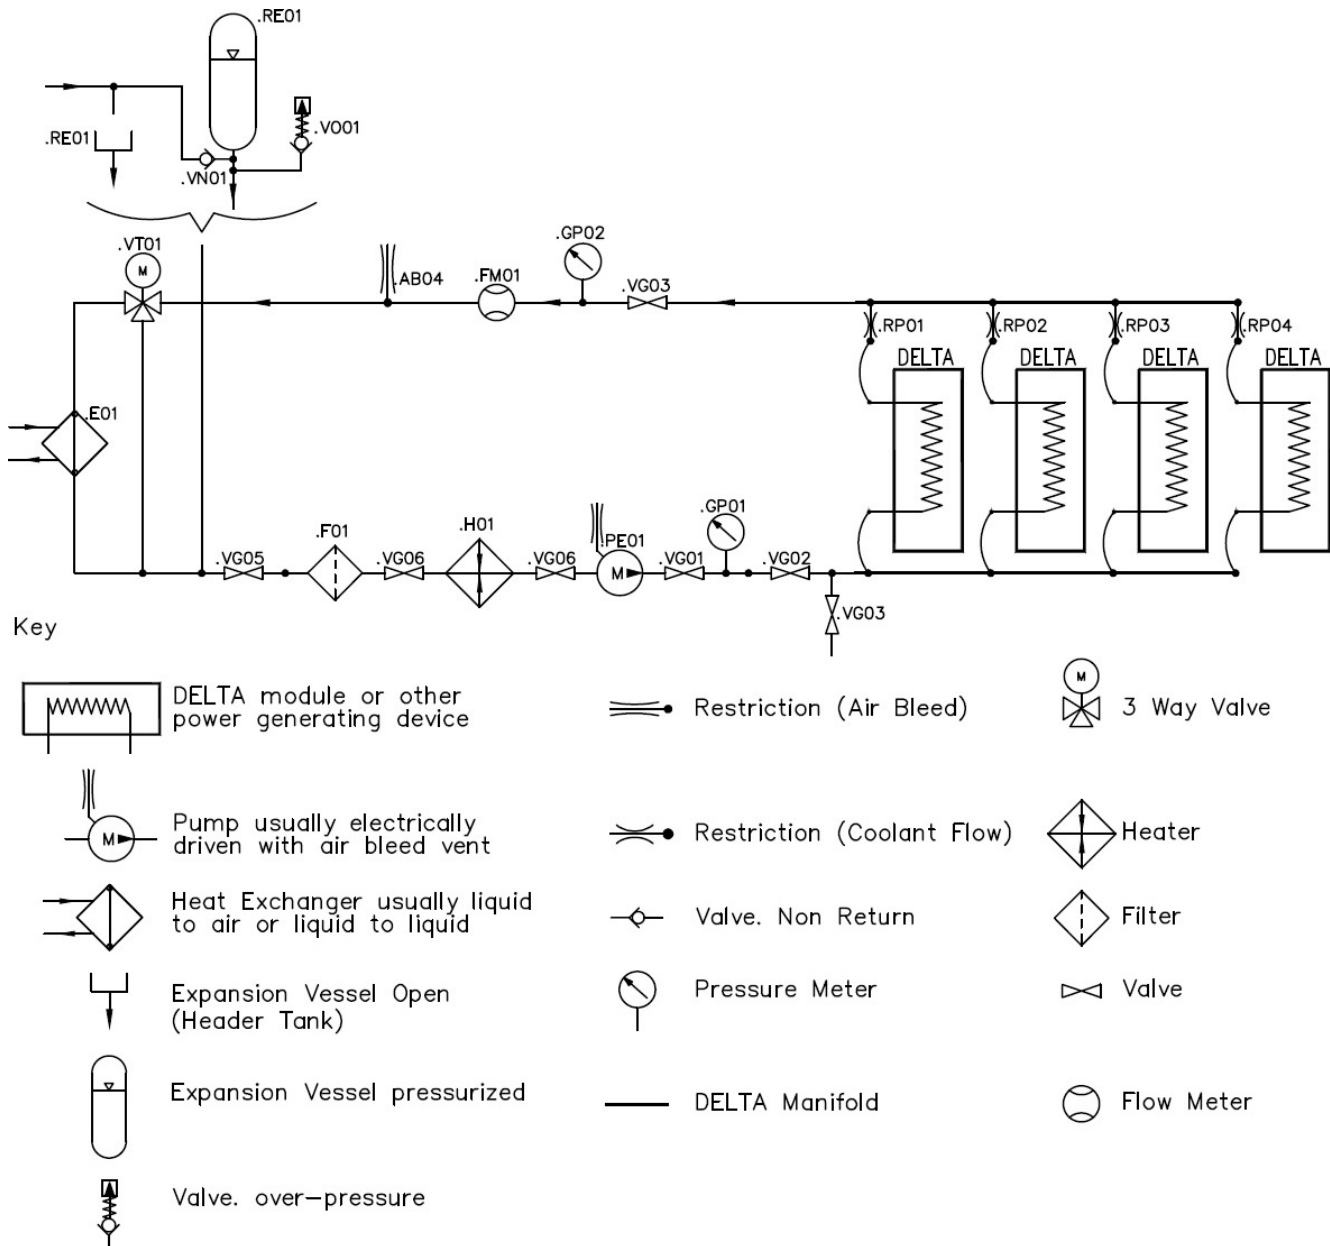 .RE01
.RE01
.VO01
.VN01
.VT01
M
.AB04
.FM01
.GP02
.VG03
.RP01
.RP02
.RP03
.RP04
DELTA
DELTA
DELTA
DELTA
.E01
.VG05
.F01
.VG06
.H01
.VG06
.PE01
M
.VG01
.GP01
.VG02
.VG03
Key
DELTA module or other
power generating device
Restriction (Air Bleed)
M
3 Way Valve
M
Pump usually electrically
driven with air bleed vent
Restriction (Coolant Flow)
Heater
Heat Exchanger usually liquid
to air or liquid to liquid
Valve. Non Return
Filter
Expansion Vessel Open
(Header Tank)
Pressure Meter
Valve
Expansion Vessel pressurized
DELTA Manifold
Flow Meter
Valve. over-pressure